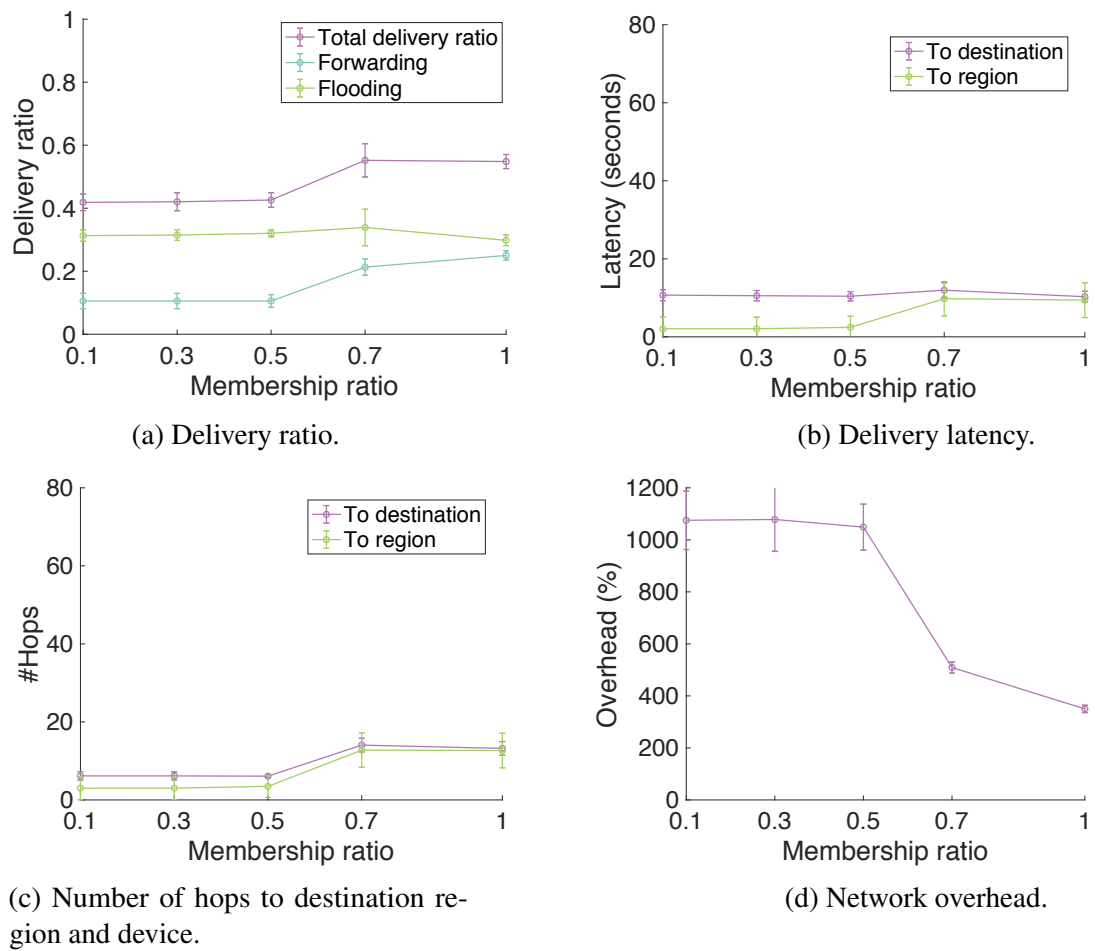 1
0.8
0.6
0.4
0.2
0
Delivery ratio
Total delivery ratio
Forwarding
Flooding
0.1 0.3 0.5 0.7 1
Membership ratio
(a) Delivery ratio.
80
60
40
20
0
Latency (seconds)
To destination
To region
0.1 0.3 0.5 0.7 1
Membership ratio
(b) Delivery latency.
80
60
40
20
0
#Hops
To destination
To region
0.1 0.3 0.5 0.7 1
Membership ratio
(c) Number of hops to destination re-
gion and device.
1200
1000
800
600
400
200
0
Overhead (%)
0.1 0.3 0.5 0.7 1
Membership ratio
(d) Network overhead.